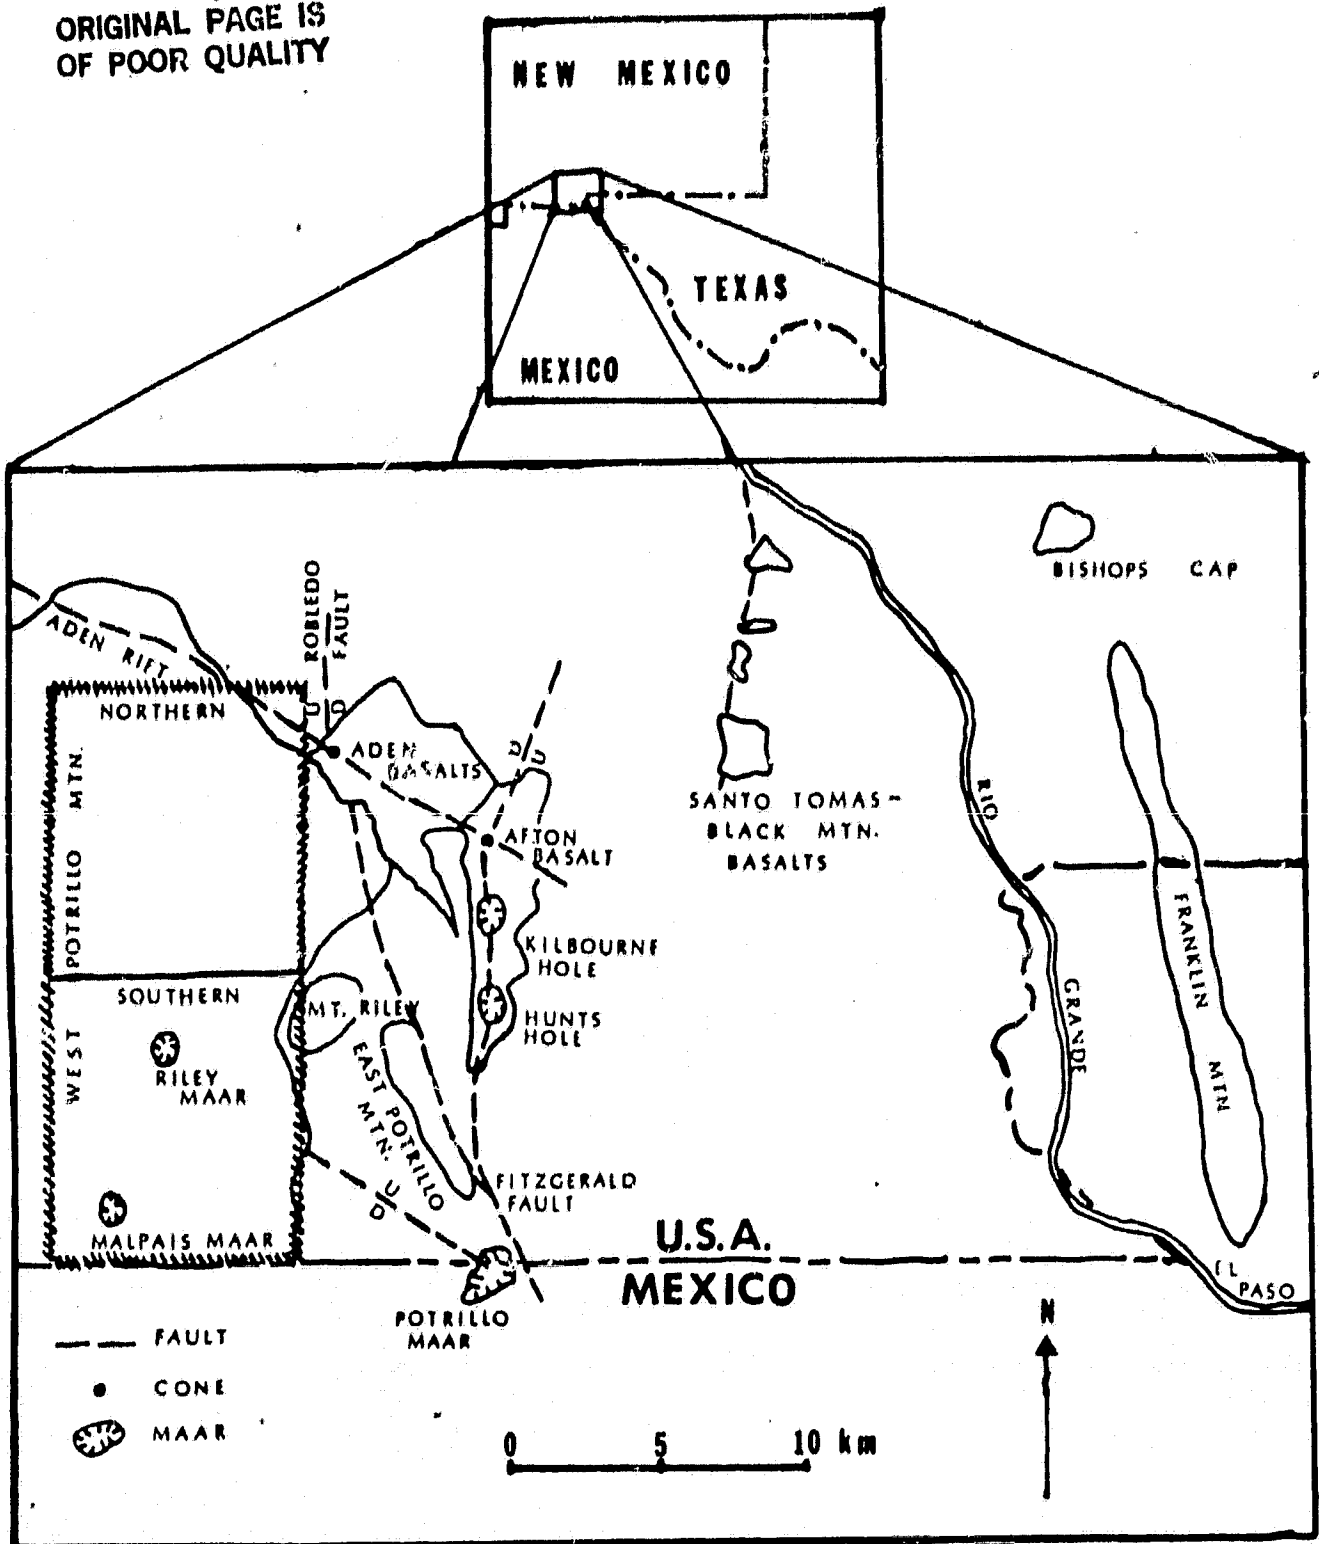 ORIGINAL PAGE IS
OF POOR QUALITY
NEW MEXICO
TEXAS
MEXICO
BISHOPS CAP
ROBLEDO
FAULT
ADEN RIFT
U D
NORTHERN
ADEN
BASALTS
D U
SANTO TOMAS-
BLACK MTN.
BASALTS
RIO
AFTON
BASALT
WEST POTRILLO MTN.
FRANKLIN MTN
KILBOURNE
HOLE
SOUTHERN
MT. RILEY
GRANDE
HUNTS
HOLE
RILEY
MAAR
EAST POTRILLO
MTN.
FITZGERALD
FAULT
U
D
MALPAIS MAAR
U.S.A.
MEXICO
EL
PASO
POTRILLO
MAAR
N
FAULT
CONE
MAAR
0 5 10 km